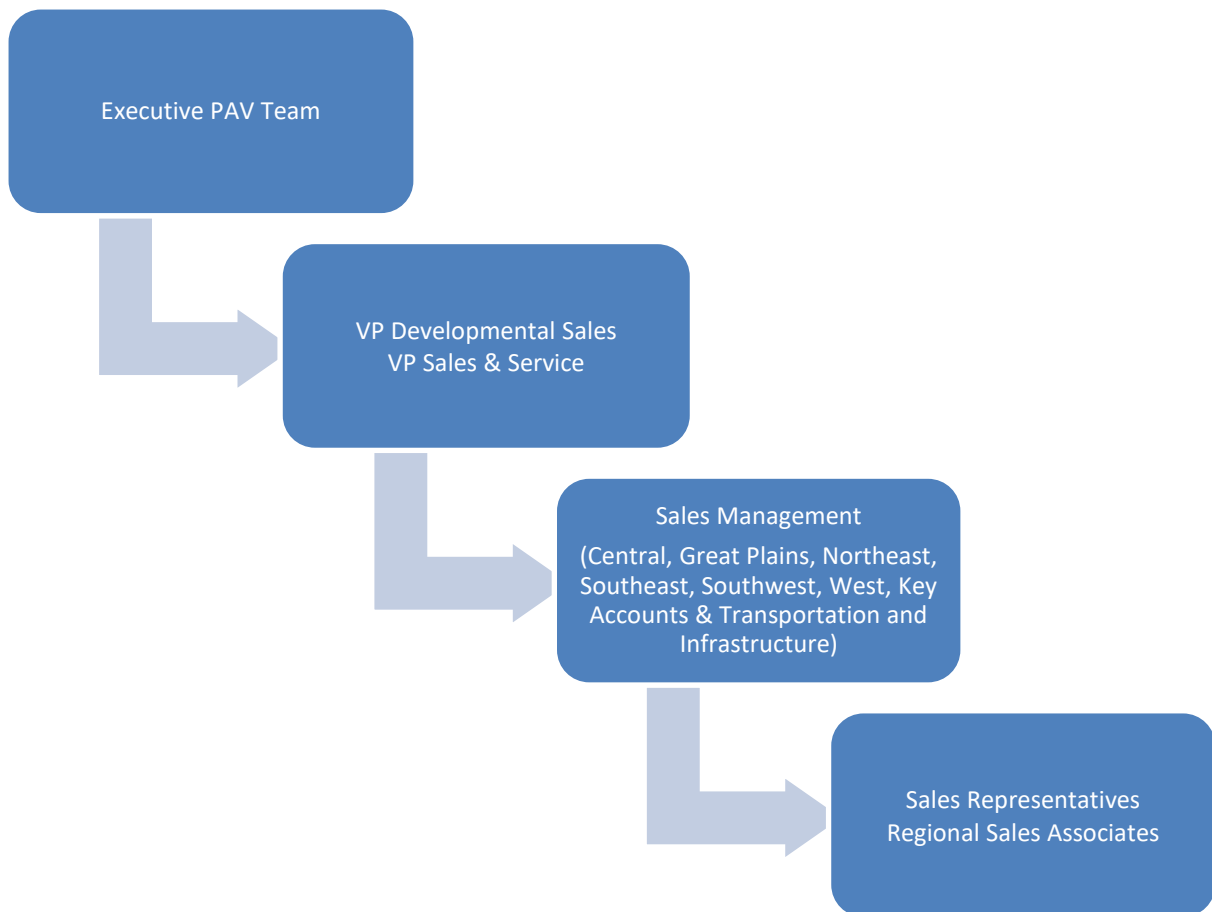 Executive PAV Team
VP Developmental Sales
VP Sales & Service
Sales Management
(Central, Great Plains, Northeast,
Southeast, Southwest, West, Key
Accounts & Transportation and
Infrastructure)
Sales Representatives
Regional Sales Associates